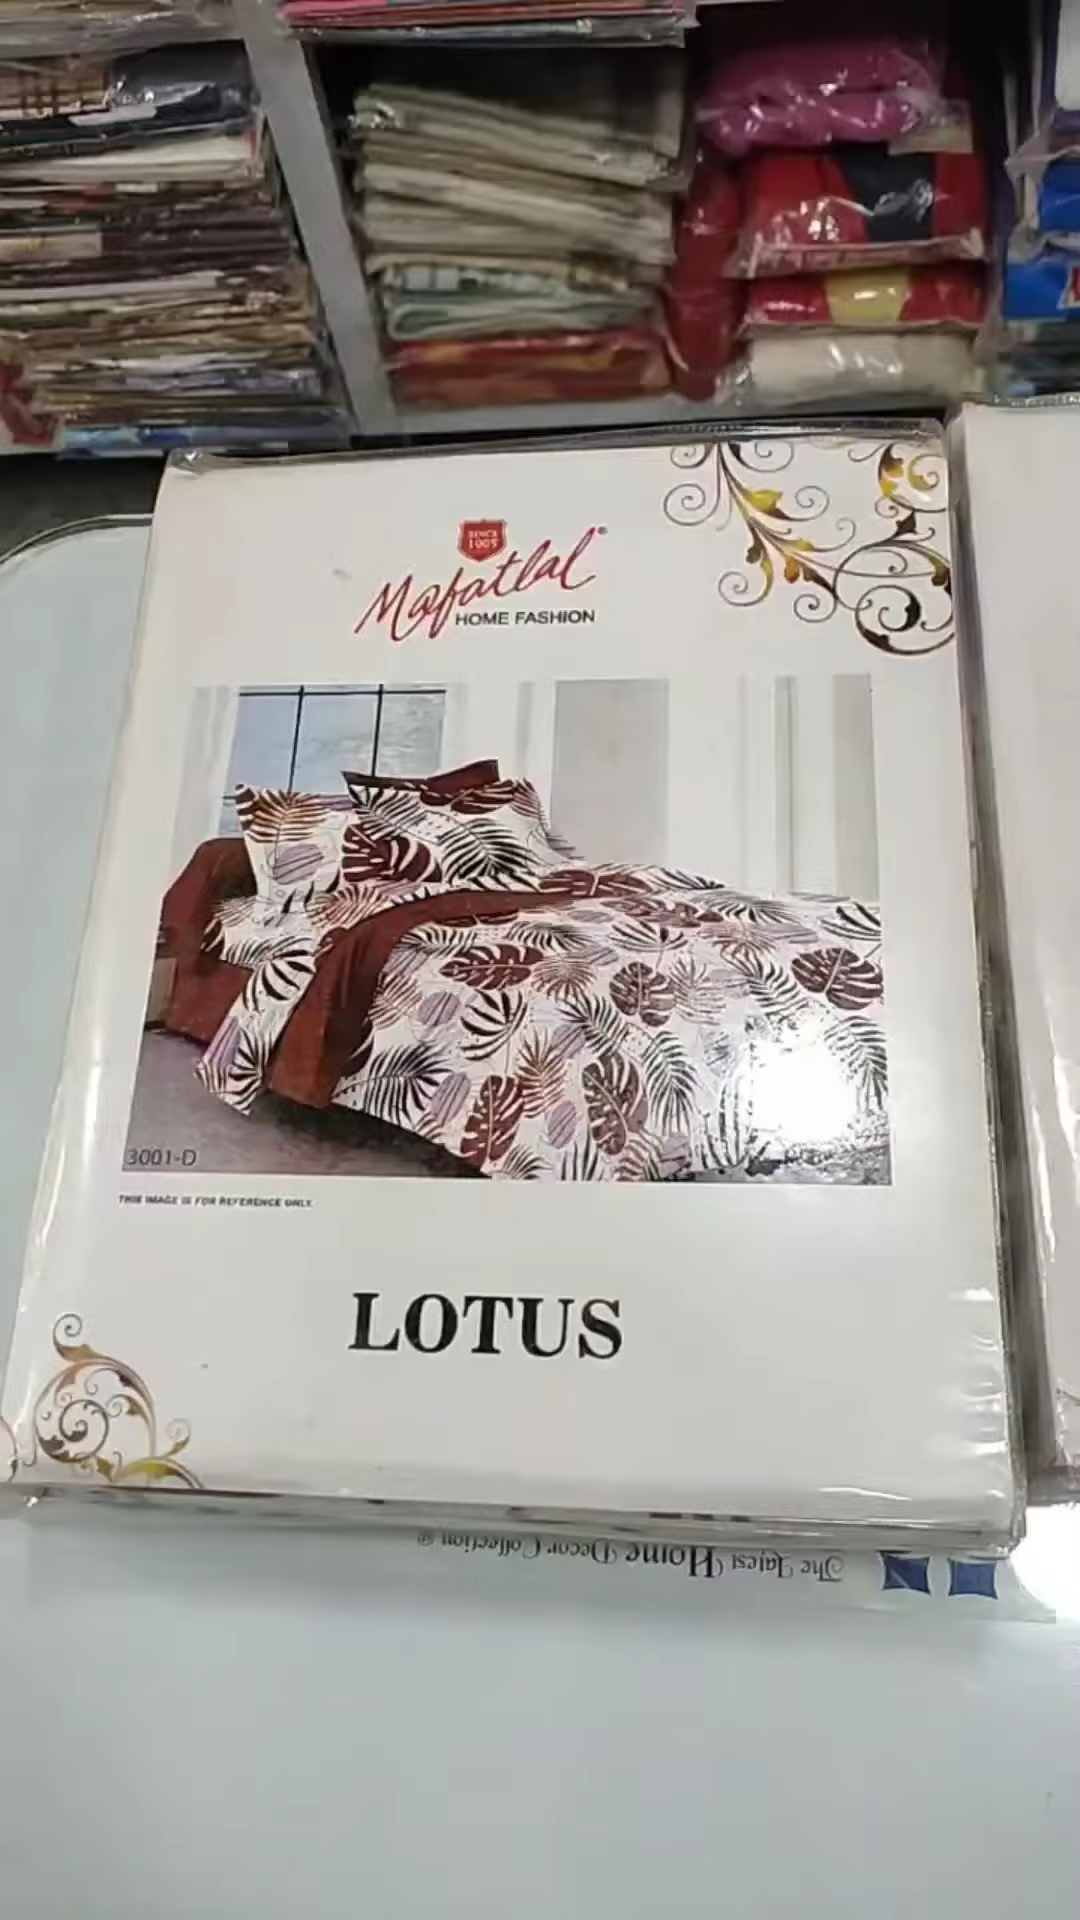 SINCE
1905
Mafatlal®
HOME FASHION
3001-D
THIS IMAGE IS FOR REFERENCE ONLY.
LOTUS
The Latest Home Decor Collection ®